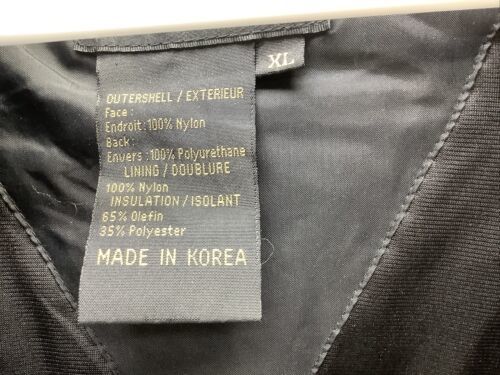 XL
OUTERSHELL / EXTERIEUR
Face:
Endroit: 100% Nylon
Back:
Envers: 100% Polyurethane
LINING / DOUBLURE
100% Nylon
INSULATION / ISOLANT
65% Olefin
35% Polyester
MADE IN KOREA